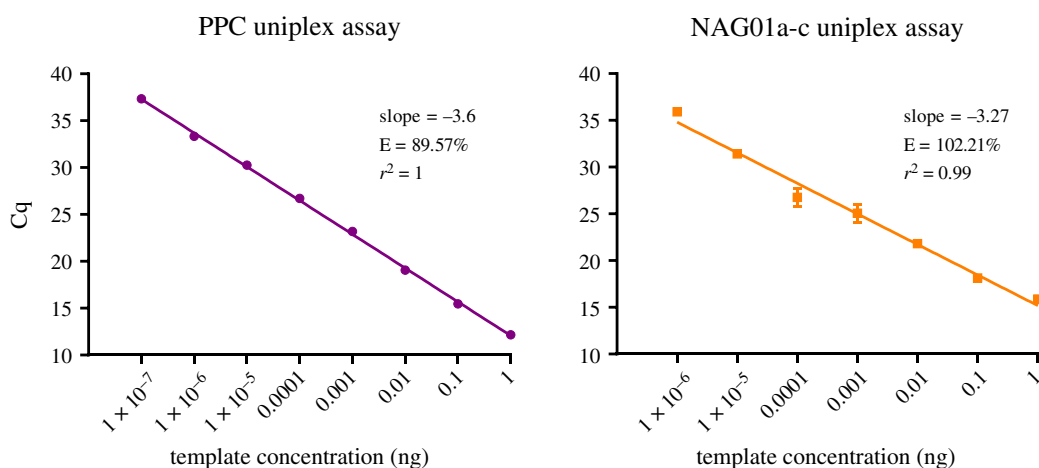 PPC uniplex assay
40
35
30
25
20
15
10
Cq
slope = –3.6
E = 89.57%
r² = 1
1 × 10⁻⁷
1 × 10⁻⁶
1 × 10⁻⁵
0.0001
0.001
0.01
0.1
1
template concentration (ng)
NAG01a-c uniplex assay
40
35
30
25
20
15
10
slope = –3.27
E = 102.21%
r² = 0.99
1 × 10⁻⁶
1 × 10⁻⁵
0.0001
0.001
0.01
0.1
1
template concentration (ng)